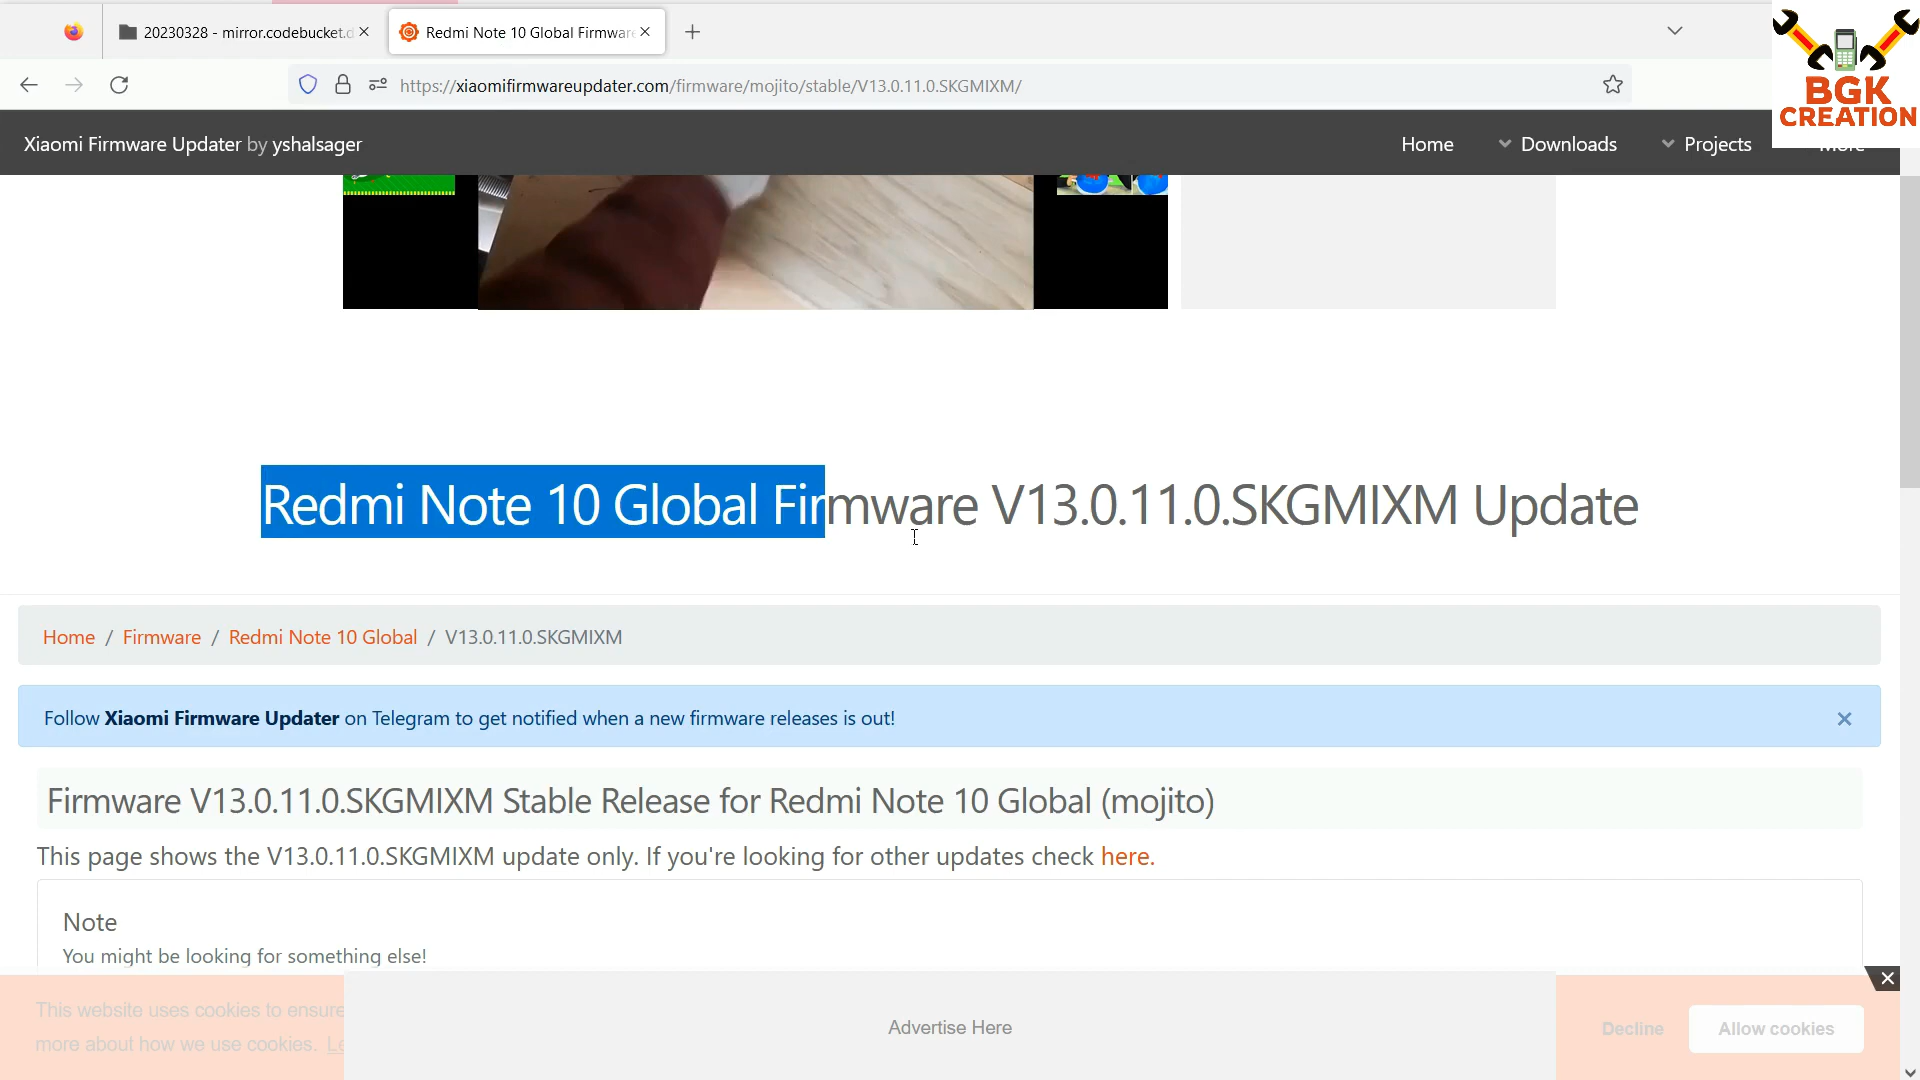 20230328 - mirror.codebucket.d
Redmi Note 10 Global Firmware
https://xiaomifirmwareupdater.com/firmware/mojito/stable/V13.0.11.0.SKGMIXM/
BGK
CREATION
Xiaomi Firmware Updater by yshalsager
Home
Downloads
Projects
More
Redmi Note 10 Global Firmware V13.0.11.0.SKGMIXM Update
Home / Firmware / Redmi Note 10 Global / V13.0.11.0.SKGMIXM
Follow Xiaomi Firmware Updater on Telegram to get notified when a new firmware releases is out!
Firmware V13.0.11.0.SKGMIXM Stable Release for Redmi Note 10 Global (mojito)
This page shows the V13.0.11.0.SKGMIXM update only. If you're looking for other updates check here.
Note
You might be looking for something else!
This website uses cookies to ensure
more about how we use cookies. Le
Advertise Here
Decline
Allow cookies